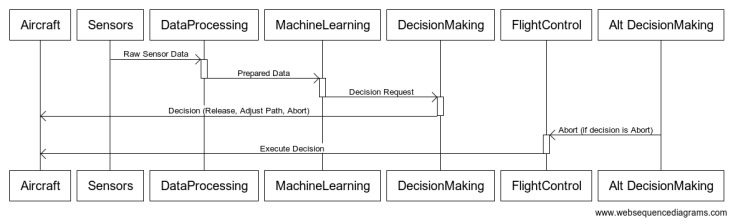 Aircraft
Sensors
DataProcessing
MachineLearning
DecisionMaking
FlightControl
Alt DecisionMaking
Raw Sensor Data
Prepared Data
Decision Request
Decision (Release, Adjust Path, Abort)
Abort (if decision is Abort)
Execute Decision
Aircraft
Sensors
DataProcessing
MachineLearning
DecisionMaking
FlightControl
Alt DecisionMaking
www.websequencediagrams.com